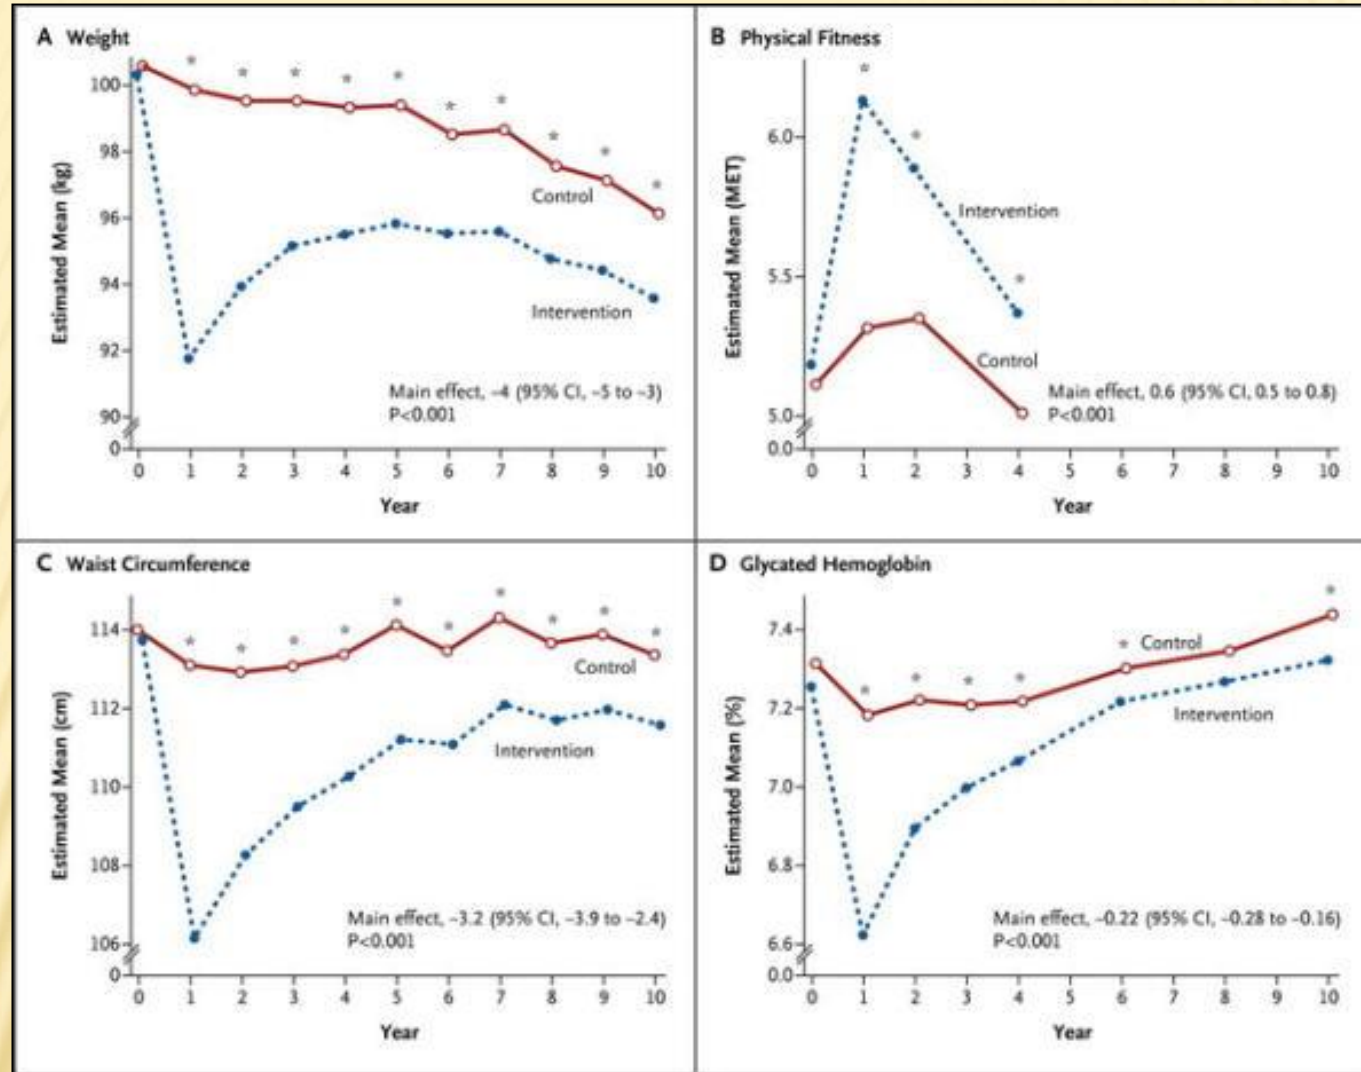 A Weight
Estimated Mean (kg)
100
98
96
94
92
90
0
* * * * * * * * * *
Control
Intervention
Main effect, –4 (95% CI, –5 to –3)
P<0.001
0 1 2 3 4 5 6 7 8 9 10
Year
B Physical Fitness
Estimated Mean (MET)
6.0
5.5
5.0
0.0
* * *
Intervention
Control
Main effect, 0.6 (95% CI, 0.5 to 0.8)
P<0.001
0 1 2 3 4 5 6 7 8 9 10
Year
C Waist Circumference
Estimated Mean (cm)
114
112
110
108
106
0
* * * * * * * * * *
Control
Intervention
Main effect, –3.2 (95% CI, –3.9 to –2.4)
P<0.001
0 1 2 3 4 5 6 7 8 9 10
Year
D Glycated Hemoglobin
Estimated Mean (%)
7.4
7.2
7.0
6.8
6.6
0.0
* * * * * *
Control
Intervention
Main effect, –0.22 (95% CI, –0.28 to –0.16)
P<0.001
0 1 2 3 4 5 6 7 8 9 10
Year